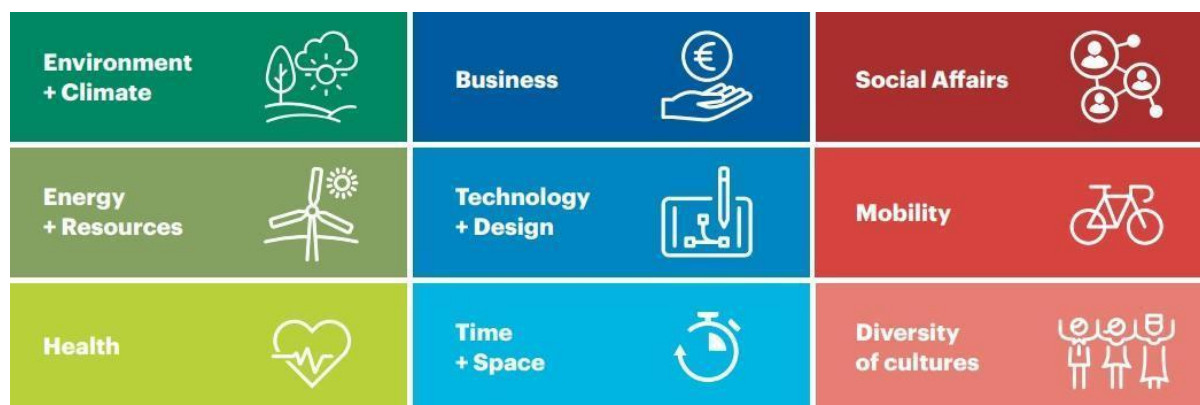 Environment
+ Climate
Business
Social Affairs
Energy
+ Resources
Technology
+ Design
Mobility
Health
Time
+ Space
Diversity
of cultures